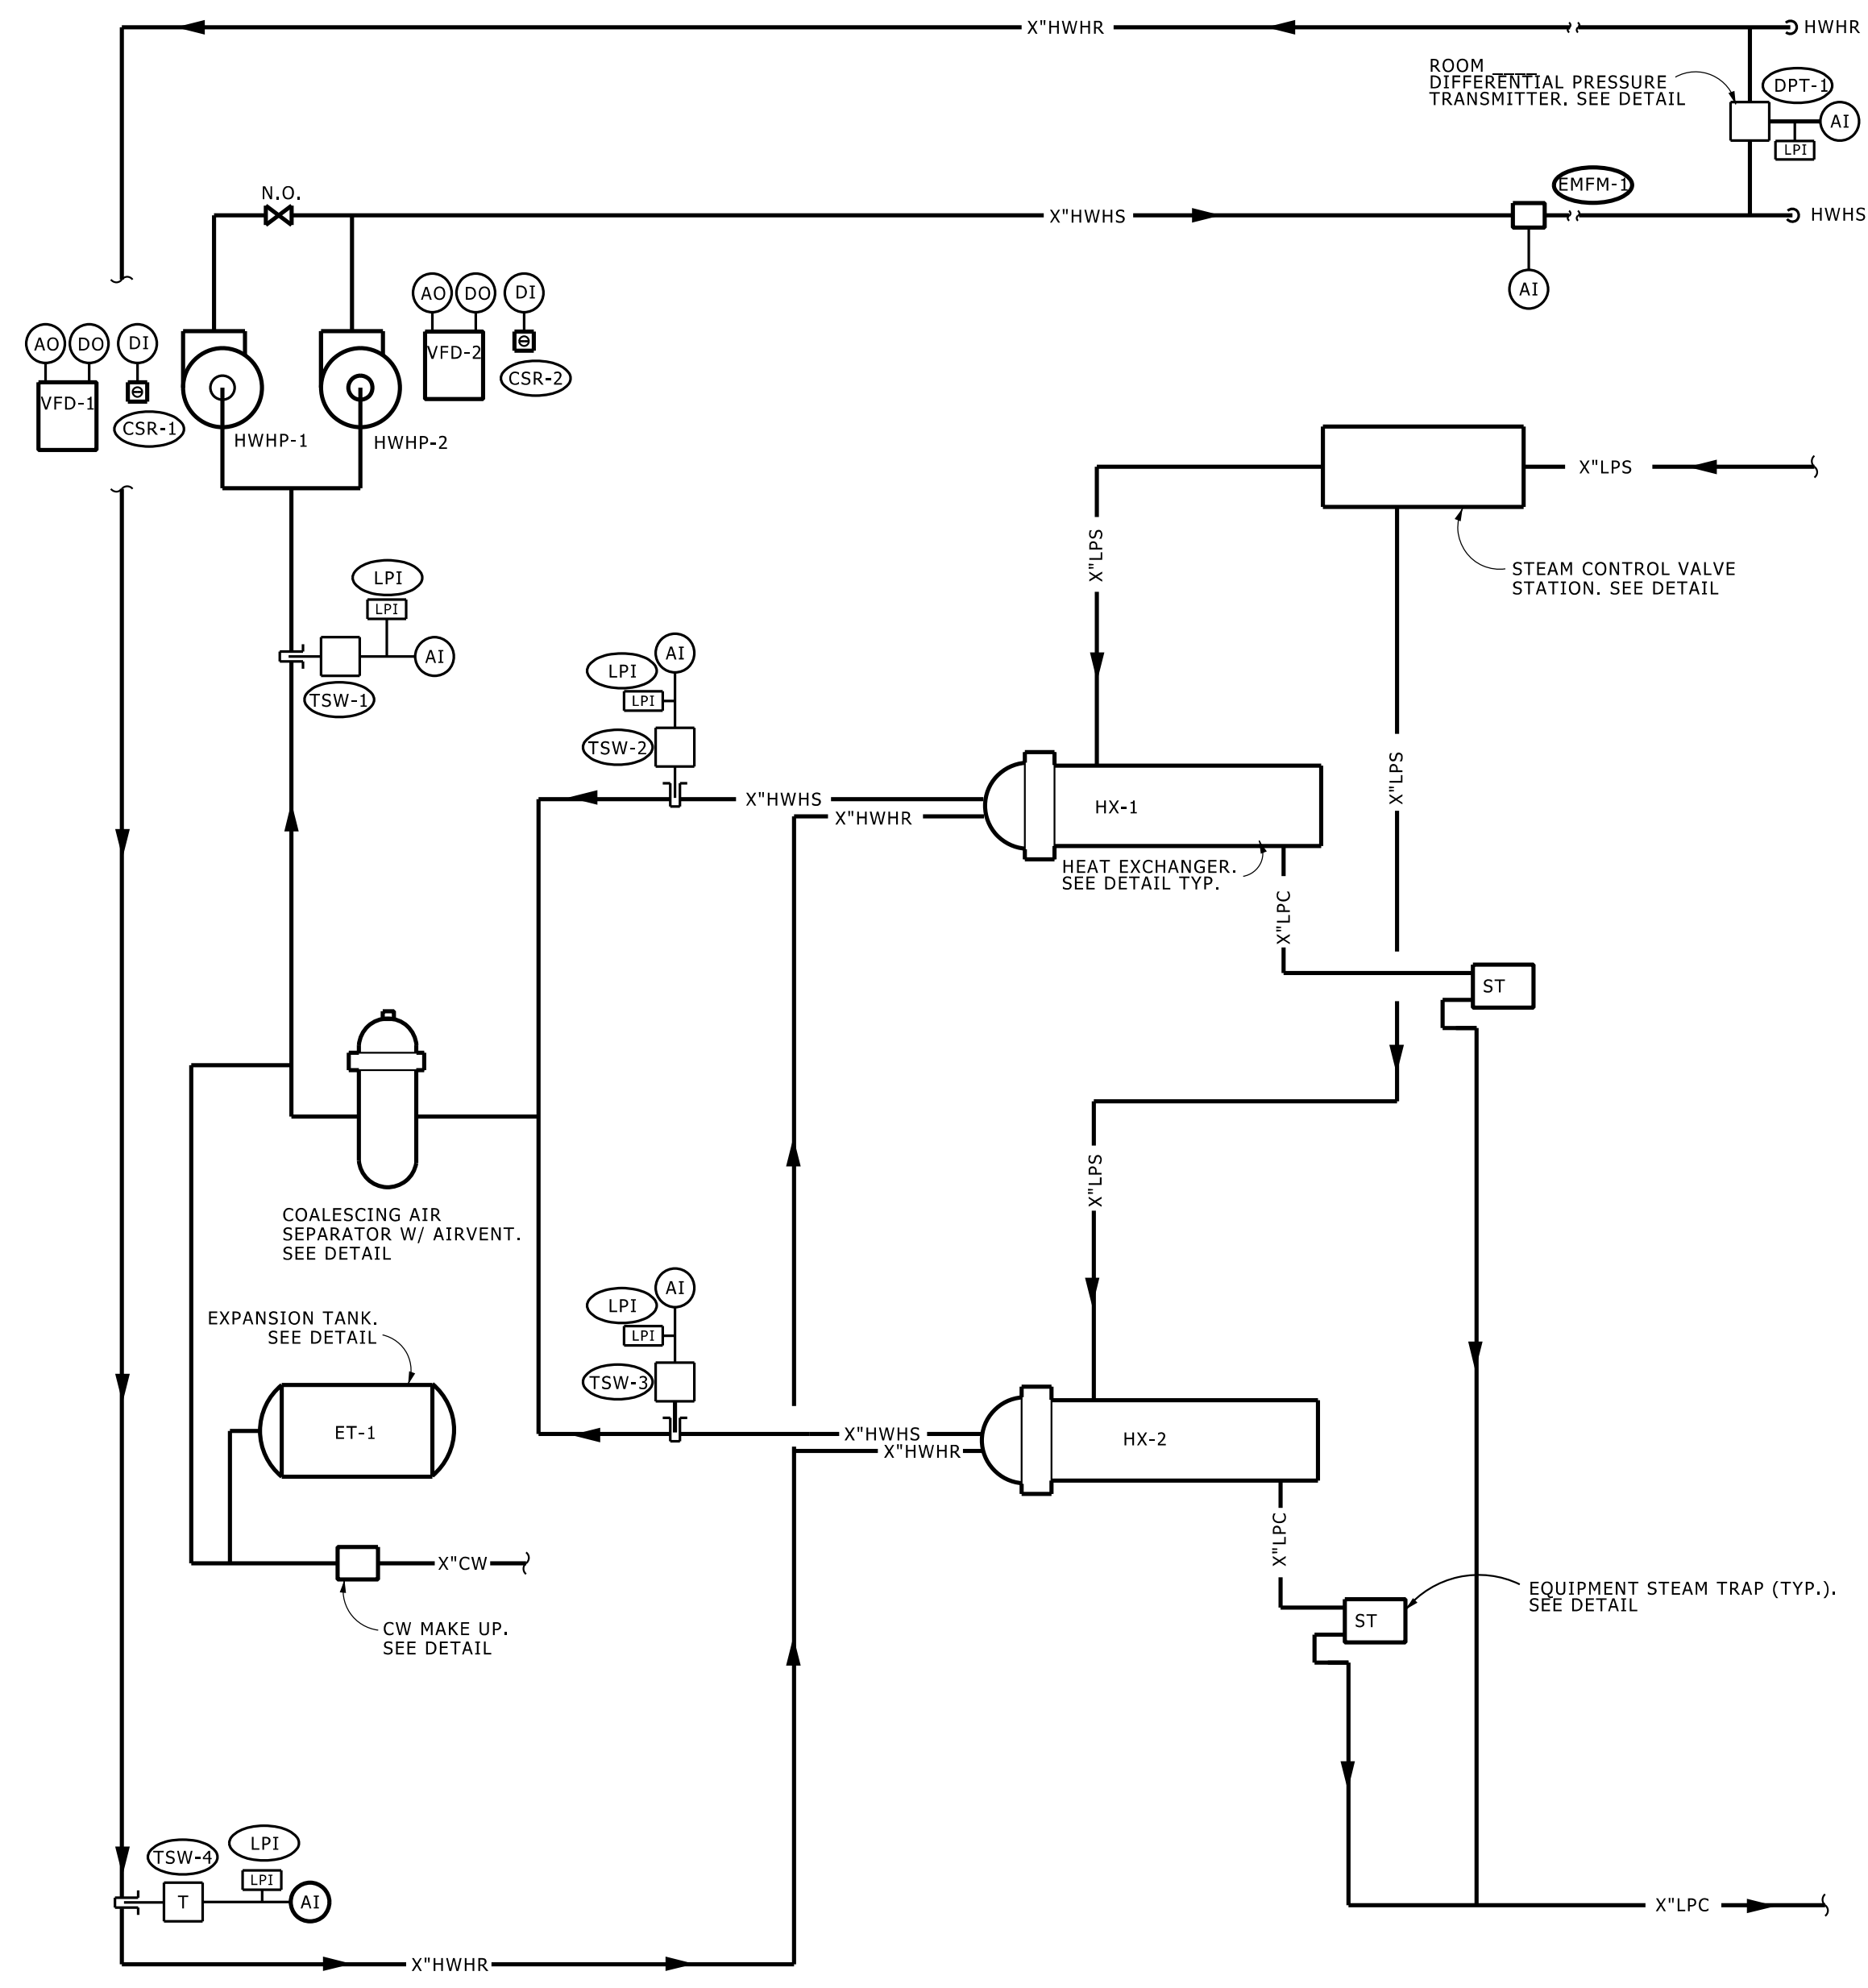 X"HWHR
HWHR
ROOM ____
DIFFERENTIAL PRESSURE
TRANSMITTER. SEE DETAIL
DPT-1
AI
LPI
EMFM-1
N.O.
X"HWHS
HWHS
AI
AO
DO
DI
VFD-2
CSR-2
AO
DO
DI
VFD-1
CSR-1
HWHP-1
HWHP-2
X"LPS
X"LPS
STEAM CONTROL VALVE
STATION. SEE DETAIL
LPI
LPI
AI
TSW-1
AI
LPI
LPI
TSW-2
X"LPS
X"HWHS
X"HWHR
HX-1
HEAT EXCHANGER.
SEE DETAIL TYP.
X"LPC
ST
X"LPS
COALESCING AIR
SEPARATOR W/ AIRVENT.
SEE DETAIL
EXPANSION TANK.
SEE DETAIL
AI
LPI
LPI
TSW-3
ET-1
X"HWHS
X"HWHR
HX-2
X"LPC
X"CW
CW MAKE UP.
SEE DETAIL
EQUIPMENT STEAM TRAP (TYP.).
SEE DETAIL
ST
TSW-4
LPI
LPI
T
AI
X"LPC
X"HWHR